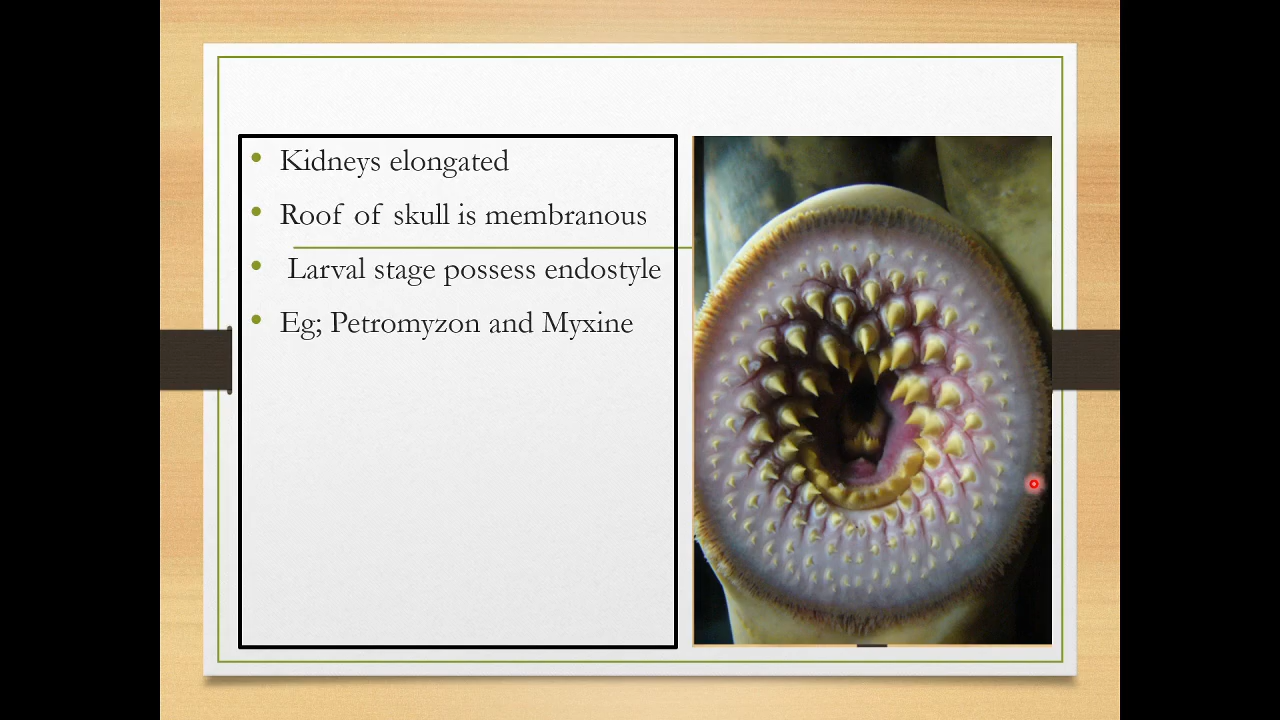 • Kidneys elongated
• Roof of skull is membranous
• Larval stage possess endostyle
• Eg; Petromyzon and Myxine